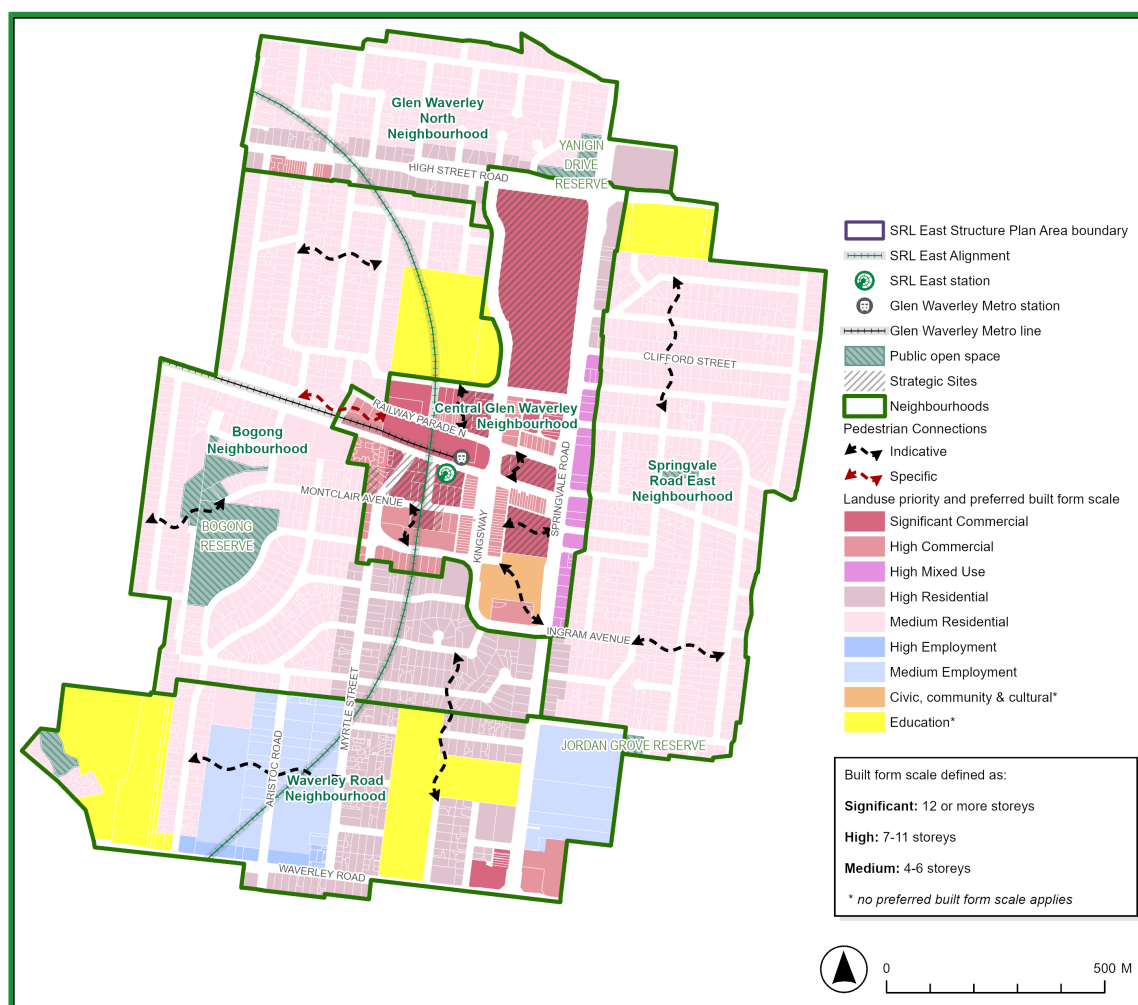 Glen Waverley
North
Neighbourhood
YANIGIN
DRIVE
RESERVE
HIGH STREET ROAD
CLIFFORD STREET
RAILWAY PARADE N
Central Glen Waverley
Neighbourhood
Bogong
Neighbourhood
SPRINGVALE ROAD
Springvale
Road East
Neighbourhood
MONTCLAIR AVENUE
BOGONG
RESERVE
KINGSWAY
INGRAM AVENUE
MYRTLE STREET
ARISTOC ROAD
JORDAN GROVE RESERVE
Waverley Road
Neighbourhood
WAVERLEY ROAD
SRL East Structure Plan Area boundary
SRL East Alignment
SRL East station
Glen Waverley Metro station
Glen Waverley Metro line
Public open space
Strategic Sites
Neighbourhoods
Pedestrian Connections
Indicative
Specific
Landuse priority and preferred built form scale
Significant Commercial
High Commercial
High Mixed Use
High Residential
Medium Residential
High Employment
Medium Employment
Civic, community & cultural*
Education*
Built form scale defined as:
Significant: 12 or more storeys
High: 7-11 storeys
Medium: 4-6 storeys
* no preferred built form scale applies
0 500 M